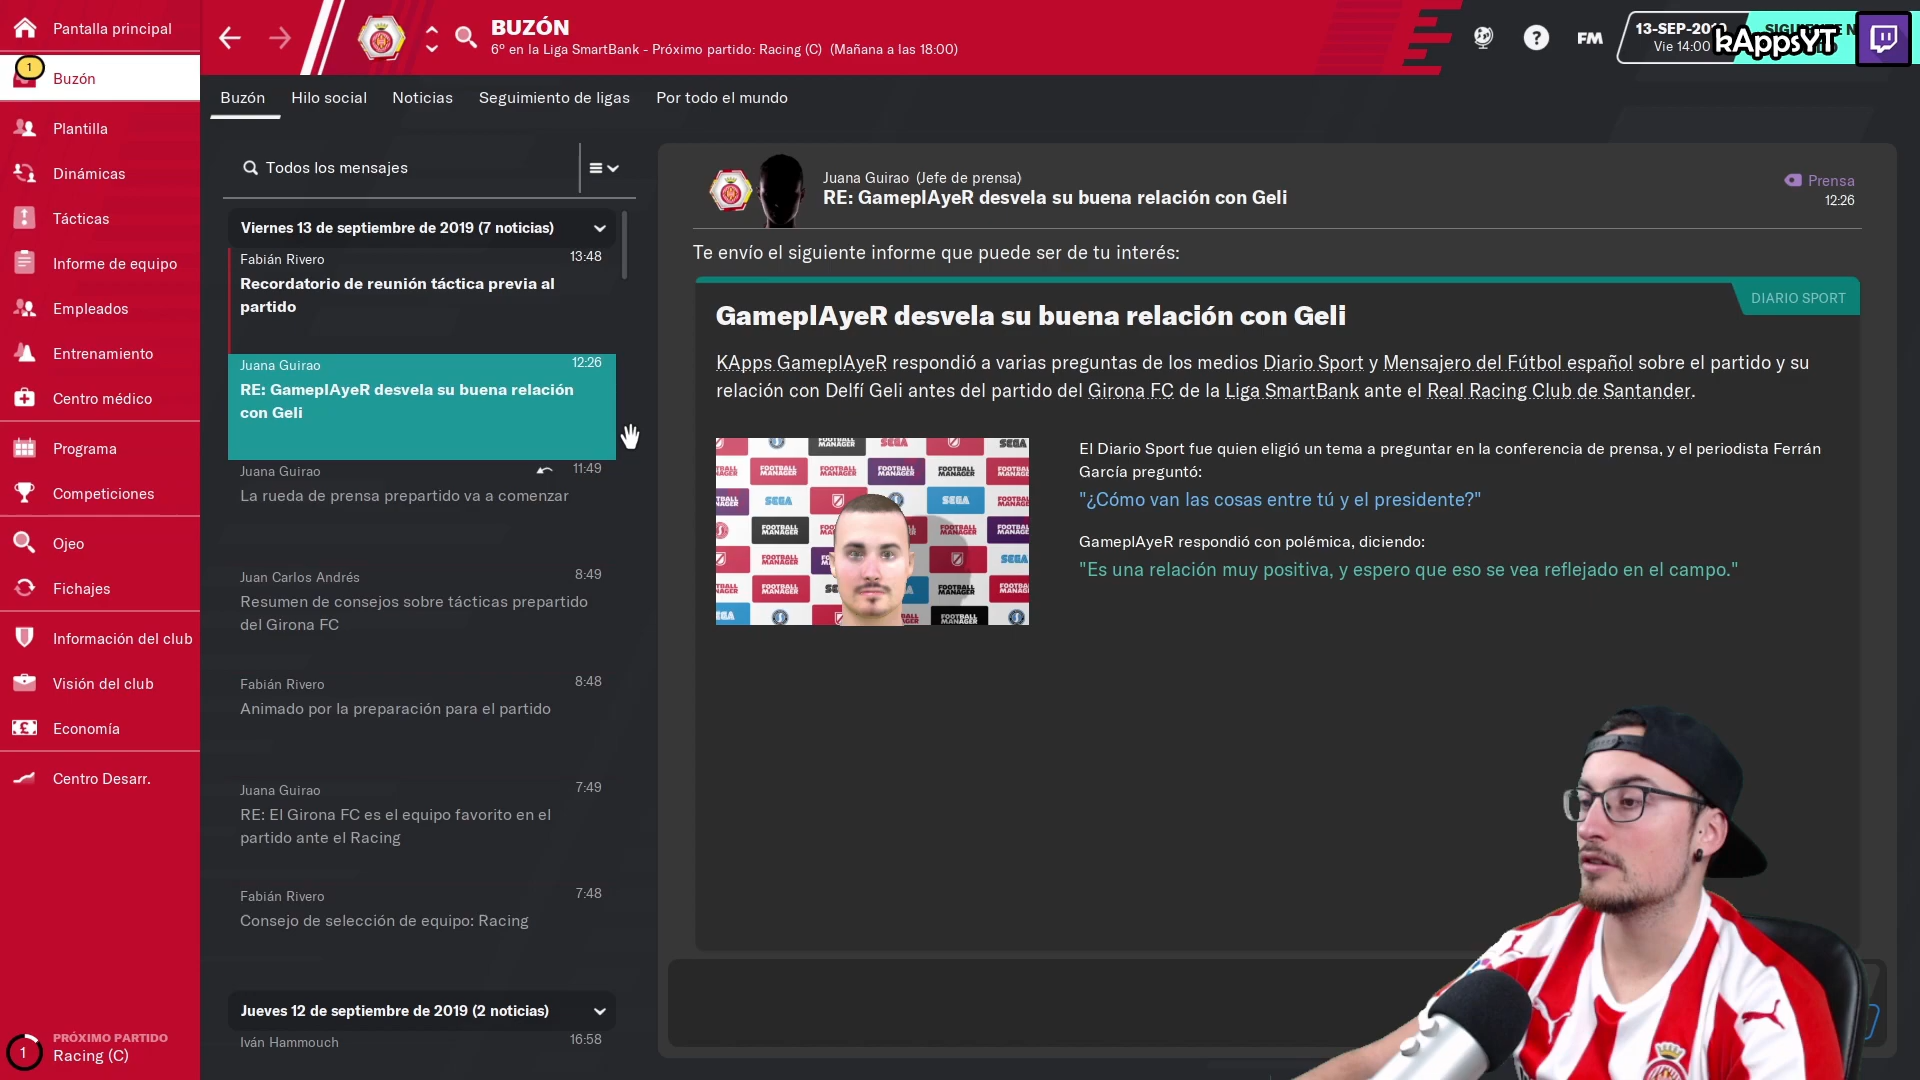 Pantalla principal
1
Buzón
Plantilla
Dinámicas
Tácticas
Informe de equipo
Empleados
Entrenamiento
Centro médico
Programa
Competiciones
Ojeo
Fichajes
Información del club
Visión del club
Economía
Centro Desarr.
1
PRÓXIMO PARTIDO
Racing (C)
BUZÓN
6º en la Liga SmartBank - Próximo partido: Racing (C) (Mañana a las 18:00)
FM
Vie 14:00
kAppsYT
Buzón
Hilo social
Noticias
Seguimiento de ligas
Por todo el mundo
Todos los mensajes
Viernes 13 de septiembre de 2019 (7 noticias)
Fabián Rivero
13:48
Recordatorio de reunión táctica previa al
partido
Juana Guirao
12:26
RE: GameplAyeR desvela su buena relación
con Geli
Juana Guirao
11:49
La rueda de prensa prepartido va a comenzar
Juan Carlos Andrés
8:49
Resumen de consejos sobre tácticas prepartido
del Girona FC
Fabián Rivero
8:48
Animado por la preparación para el partido
Juana Guirao
7:49
RE: El Girona FC es el equipo favorito en el
partido ante el Racing
Fabián Rivero
7:48
Consejo de selección de equipo: Racing
Jueves 12 de septiembre de 2019 (2 noticias)
Iván Hammouch
16:58
Juana Guirao (Jefe de prensa)
RE: GameplAyeR desvela su buena relación con Geli
Prensa
12:26
Te envío el siguiente informe que puede ser de tu interés:
DIARIO SPORT
GameplAyeR desvela su buena relación con Geli
KApps GameplAyeR respondió a varias preguntas de los medios Diario Sport y Mensajero del Fútbol español sobre el partido y su
relación con Delfí Geli antes del partido del Girona FC de la Liga SmartBank ante el Real Racing Club de Santander.
El Diario Sport fue quien eligió un tema a preguntar en la conferencia de prensa, y el periodista Ferrán
García preguntó:
"¿Cómo van las cosas entre tú y el presidente?"
GameplAyeR respondió con polémica, diciendo:
"Es una relación muy positiva, y espero que eso se vea reflejado en el campo."
FOOTBALL MANAGER
SEGA